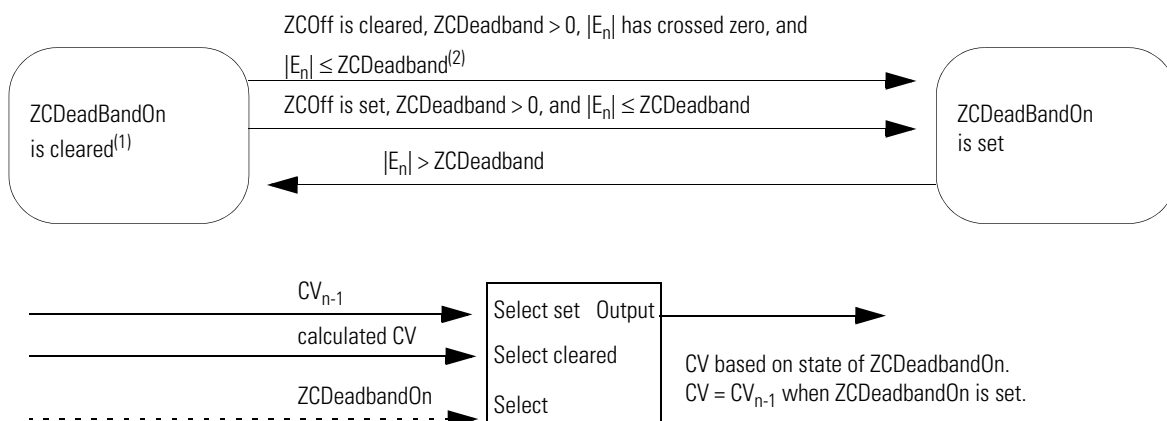 ZCOff is cleared, ZCDeadband > 0, |Eₙ| has crossed zero, and
|Eₙ| ≤ ZCDeadband⁽²⁾
ZCOff is set, ZCDeadband > 0, and |Eₙ| ≤ ZCDeadband
|Eₙ| > ZCDeadband
ZCDeadBandOn
is cleared⁽¹⁾
ZCDeadBandOn
is set
CVₙ₋₁
calculated CV
ZCDeadbandOn
Select set Output
Select cleared
Select
CV based on state of ZCDeadbandOn.
CV = CVₙ₋₁ when ZCDeadbandOn is set.